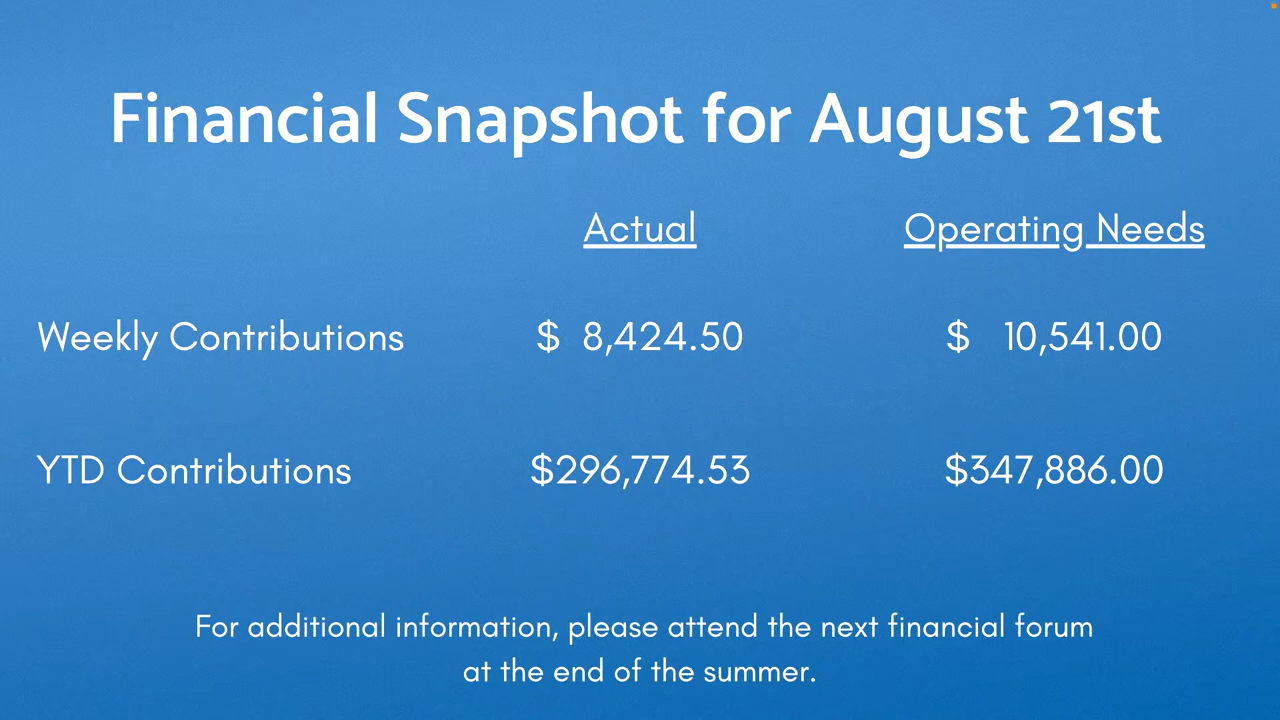 Financial Snapshot for August 21st
Actual Operating Needs
Weekly Contributions $ 8,424.50 $ 10,541.00
YTD Contributions $296,774.53 $347,886.00
For additional information, please attend the next financial forum
at the end of the summer.